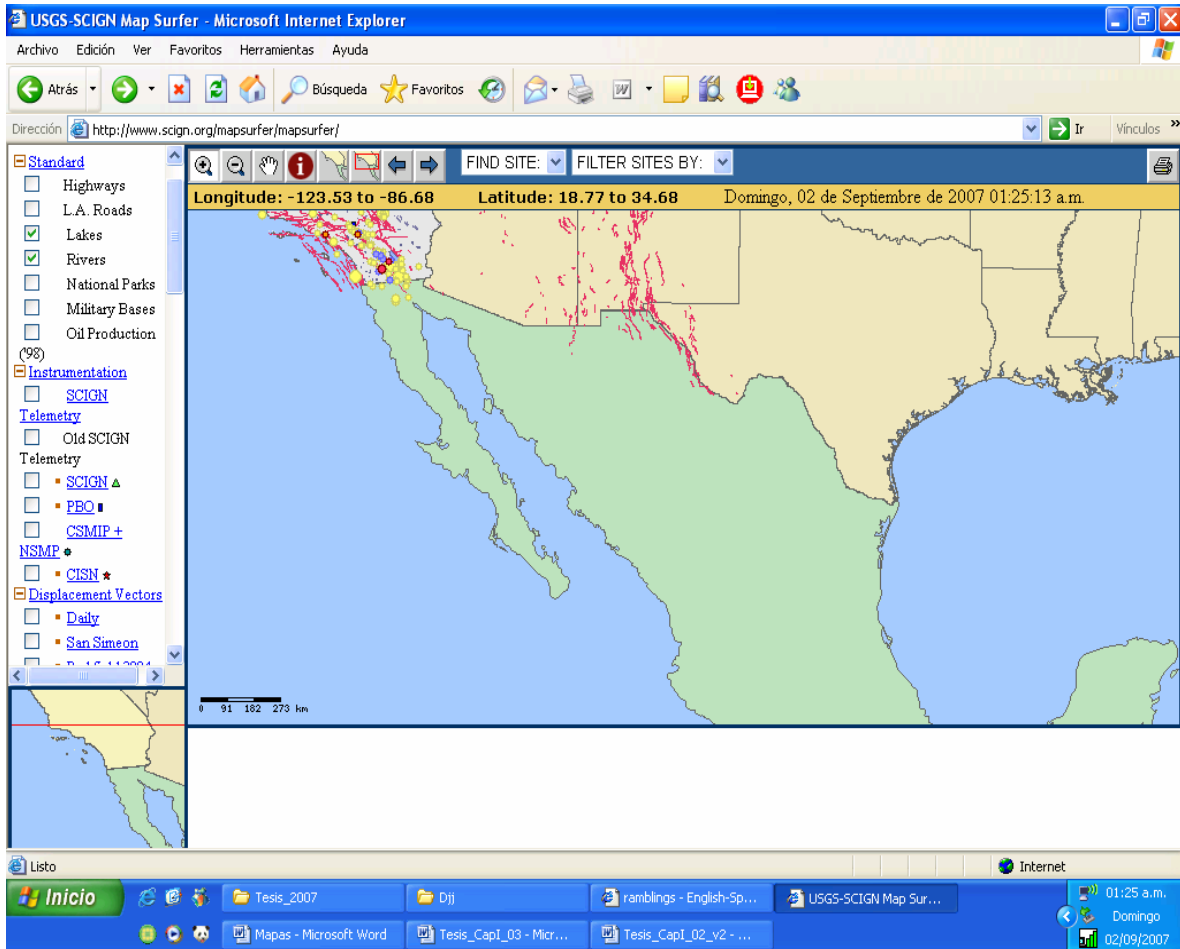 USGS-SCIGN Map Surfer - Microsoft Internet Explorer
Archivo Edición Ver Favoritos Herramientas Ayuda
Atrás Búsqueda Favoritos
Dirección http://www.scign.org/mapsurfer/mapsurfer/ Ir Vínculos »
FIND SITE: FILTER SITES BY:
Longitude: -123.53 to -86.68 Latitude: 18.77 to 34.68 Domingo, 02 de Septiembre de 2007 01:25:13 a.m.
Standard
Highways
L.A. Roads
Lakes
Rivers
National Parks
Military Bases
Oil Production
('98)
Instrumentation
SCIGN
Telemetry
Old SCIGN
Telemetry
SCIGN
PBO
CSMIP +
NSMP
CISN
Displacement Vectors
Daily
San Simeon
0 91 182 273 km
Listo Internet
Inicio Tesis_2007 Djj ramblings - English-Sp... USGS-SCIGN Map Sur... 01:25 a.m.
Domingo
Mapas - Microsoft Word Tesis_CapI_03 - Micr... Tesis_CapI_02_v2 - ... 02/09/2007